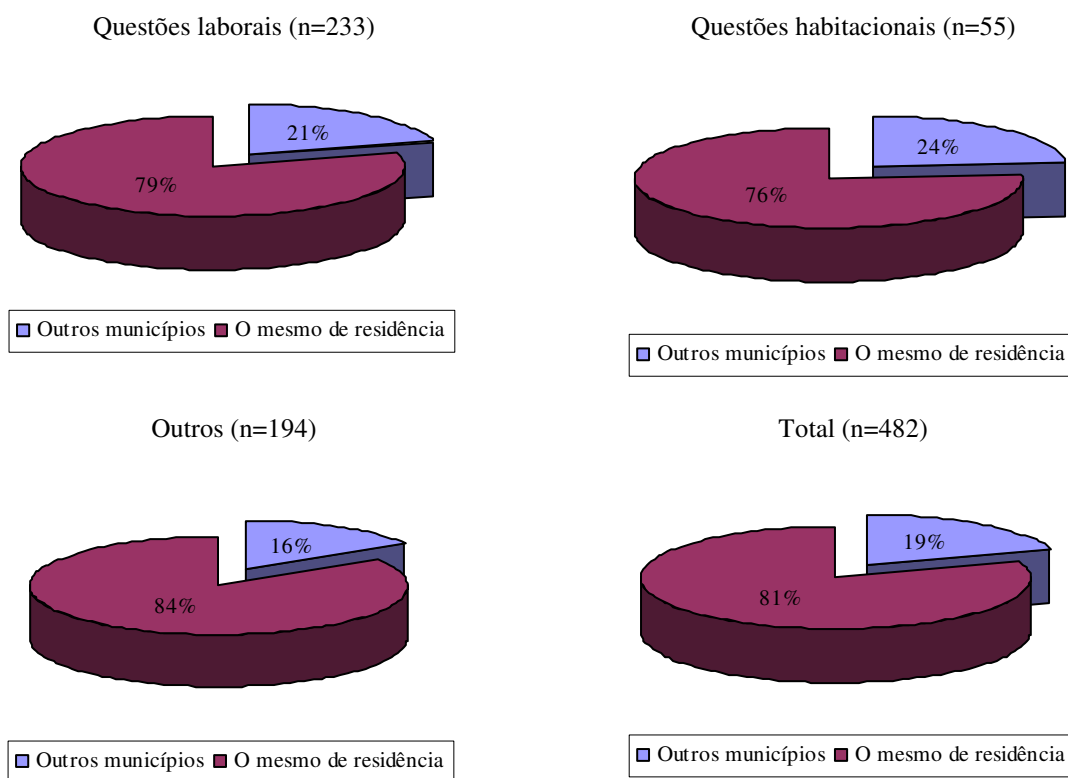 Questões laborais (n=233)
21%
79%
Outros municípios O mesmo de residência
Questões habitacionais (n=55)
24%
76%
Outros municípios O mesmo de residência
Outros (n=194)
16%
84%
Outros municípios O mesmo de residência
Total (n=482)
19%
81%
Outros municípios O mesmo de residência